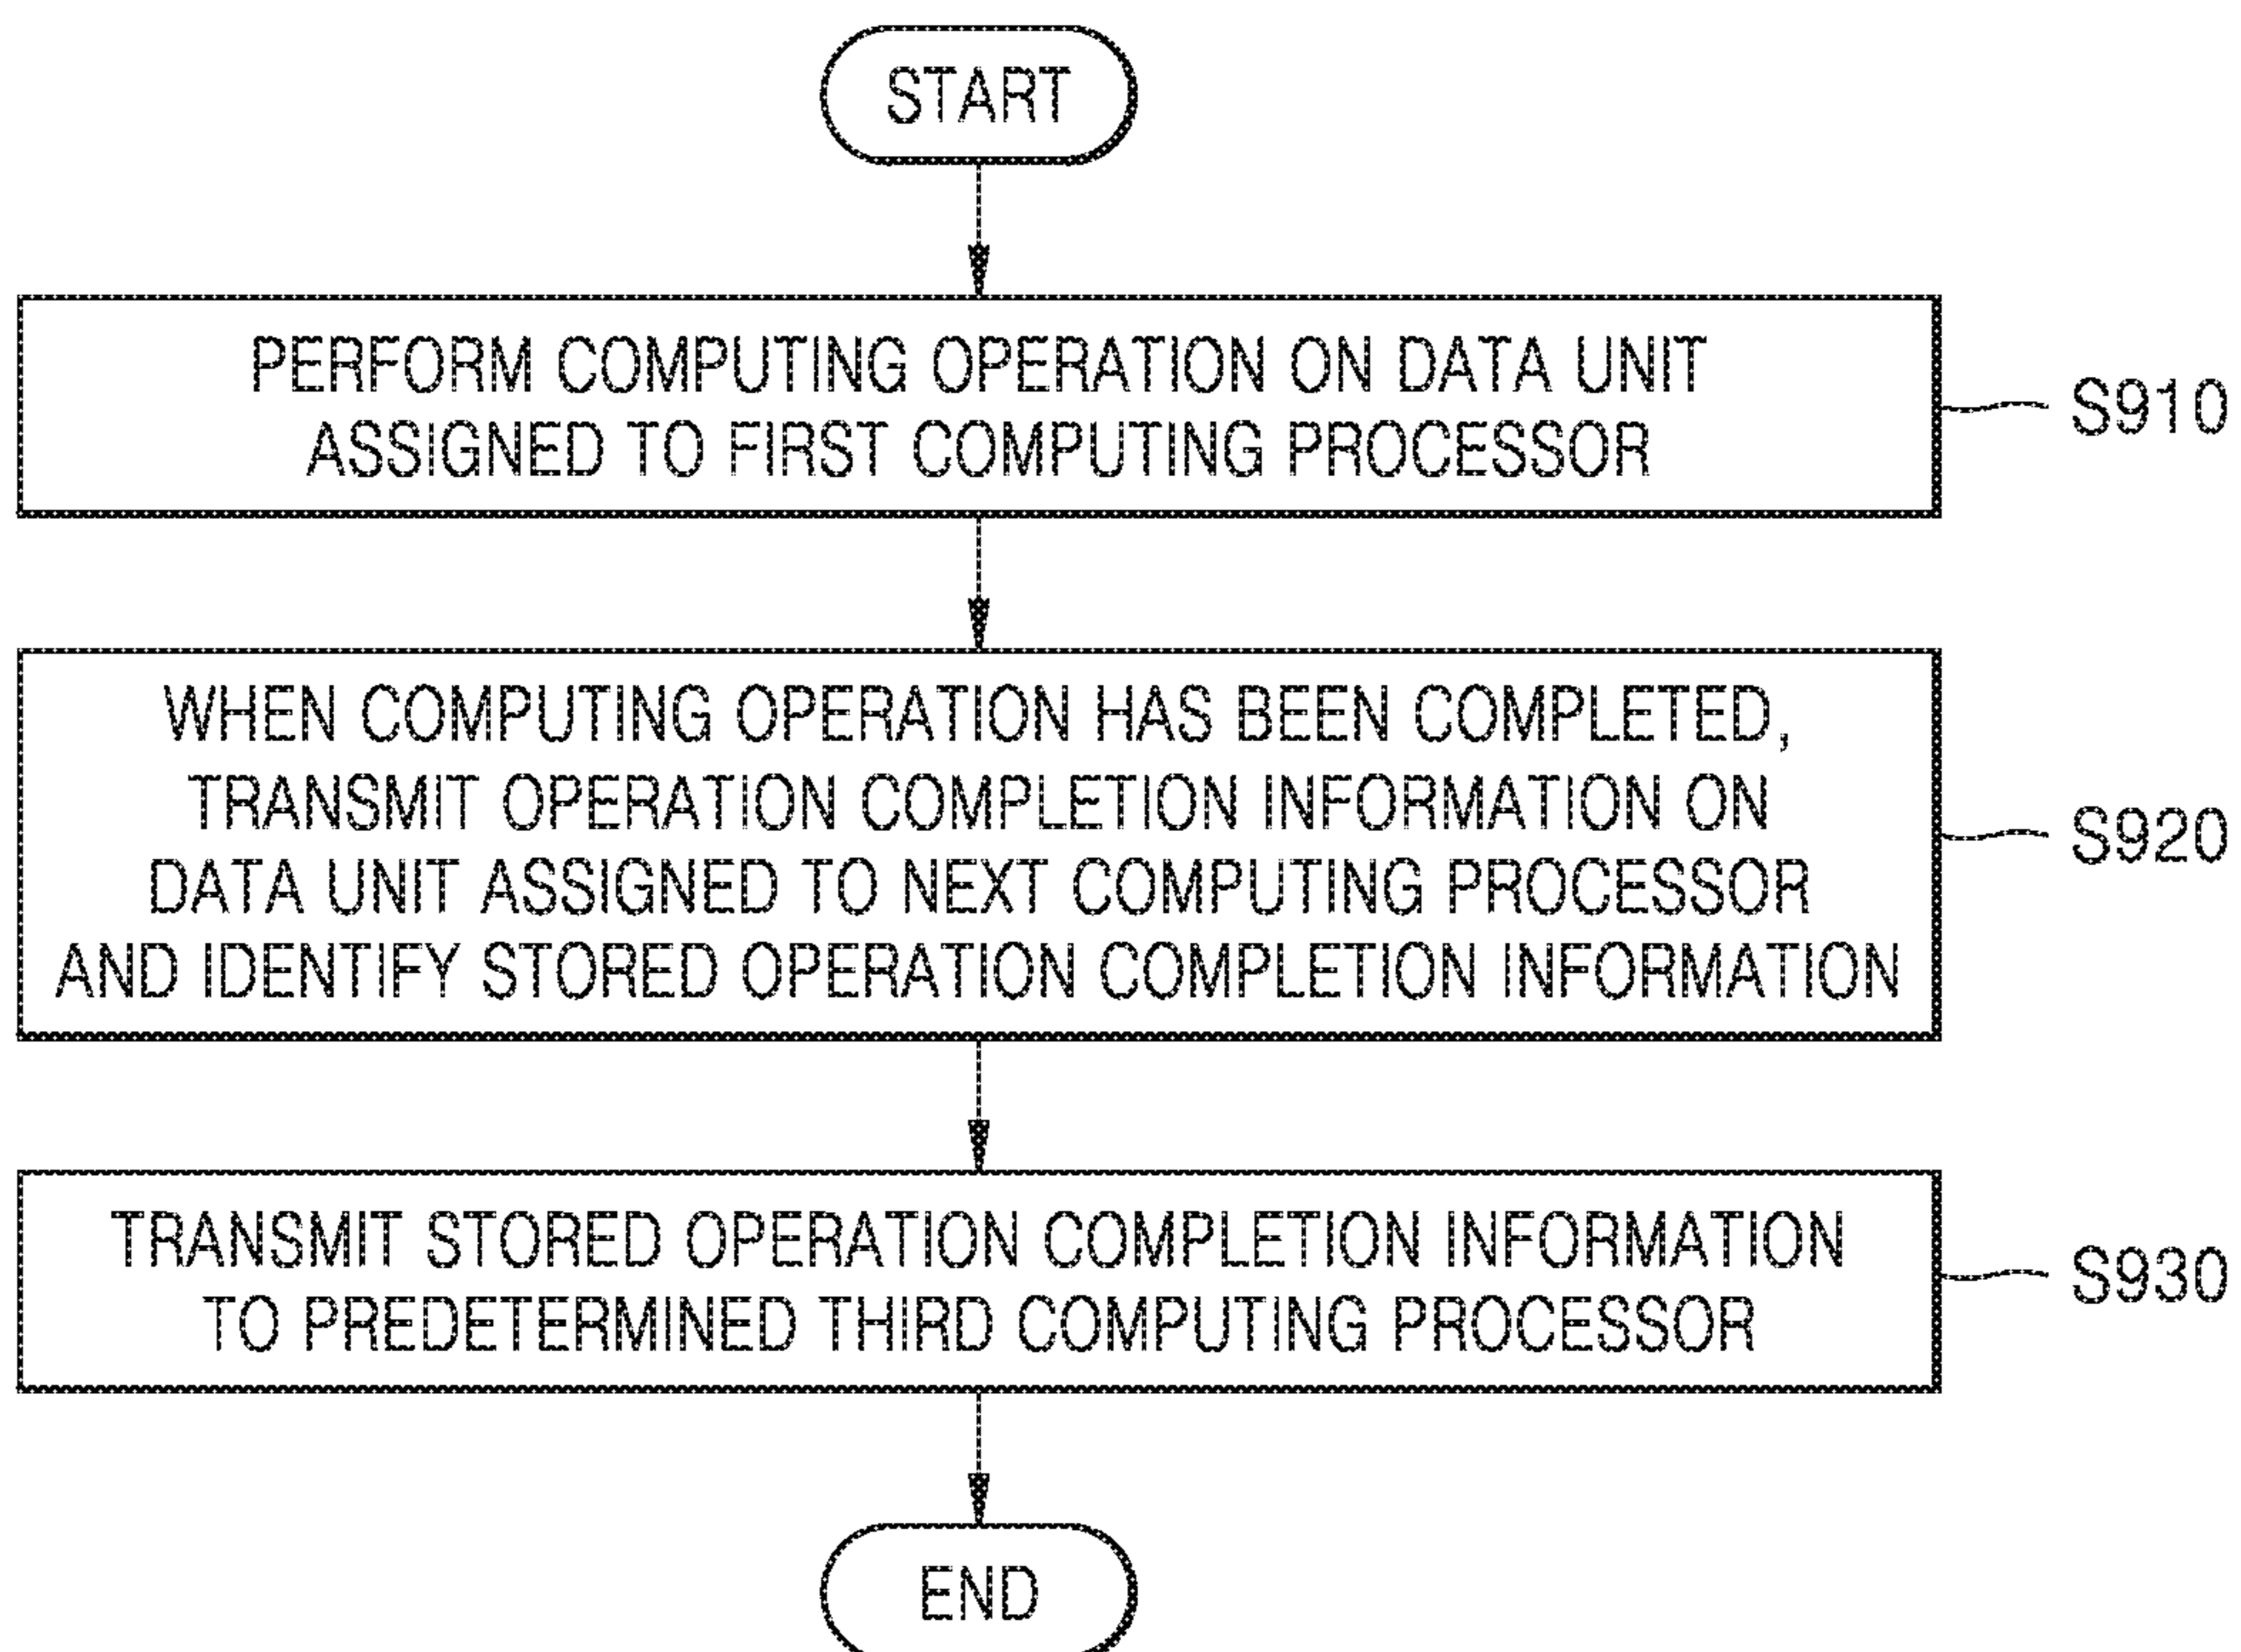 START
PERFORM COMPUTING OPERATION ON DATA UNIT
ASSIGNED TO FIRST COMPUTING PROCESSOR
S910
WHEN COMPUTING OPERATION HAS BEEN COMPLETED,
TRANSMIT OPERATION COMPLETION INFORMATION ON
DATA UNIT ASSIGNED TO NEXT COMPUTING PROCESSOR
AND IDENTIFY STORED OPERATION COMPLETION INFORMATION
S920
TRANSMIT STORED OPERATION COMPLETION INFORMATION
TO PREDETERMINED THIRD COMPUTING PROCESSOR
S930
END